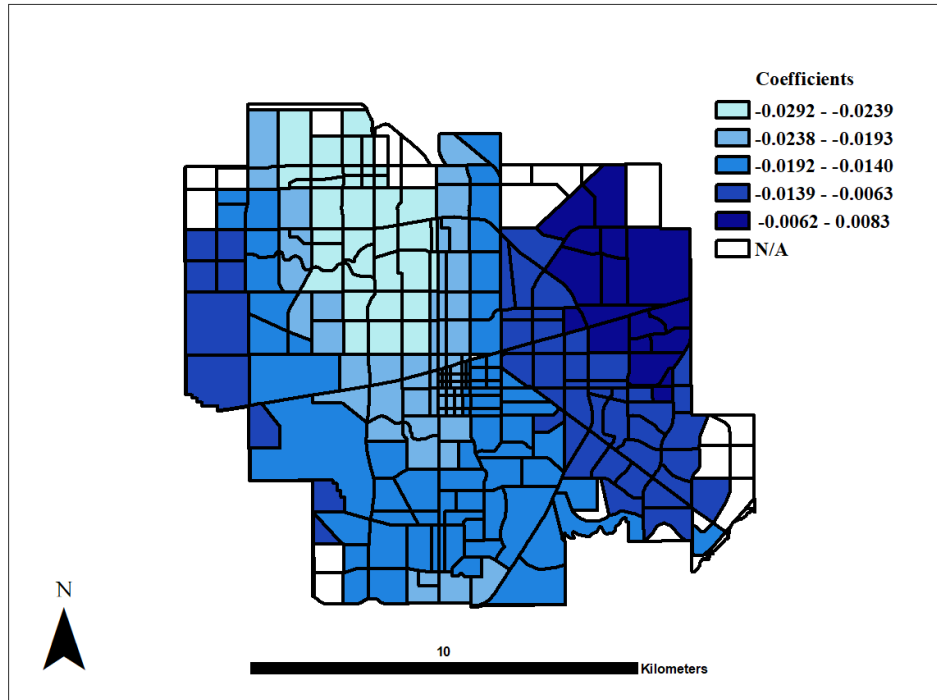 Coefficients
-0.0292 - -0.0239
-0.0238 - -0.0193
-0.0192 - -0.0140
-0.0139 - -0.0063
-0.0062 - 0.0083
N/A
N
10
Kilometers